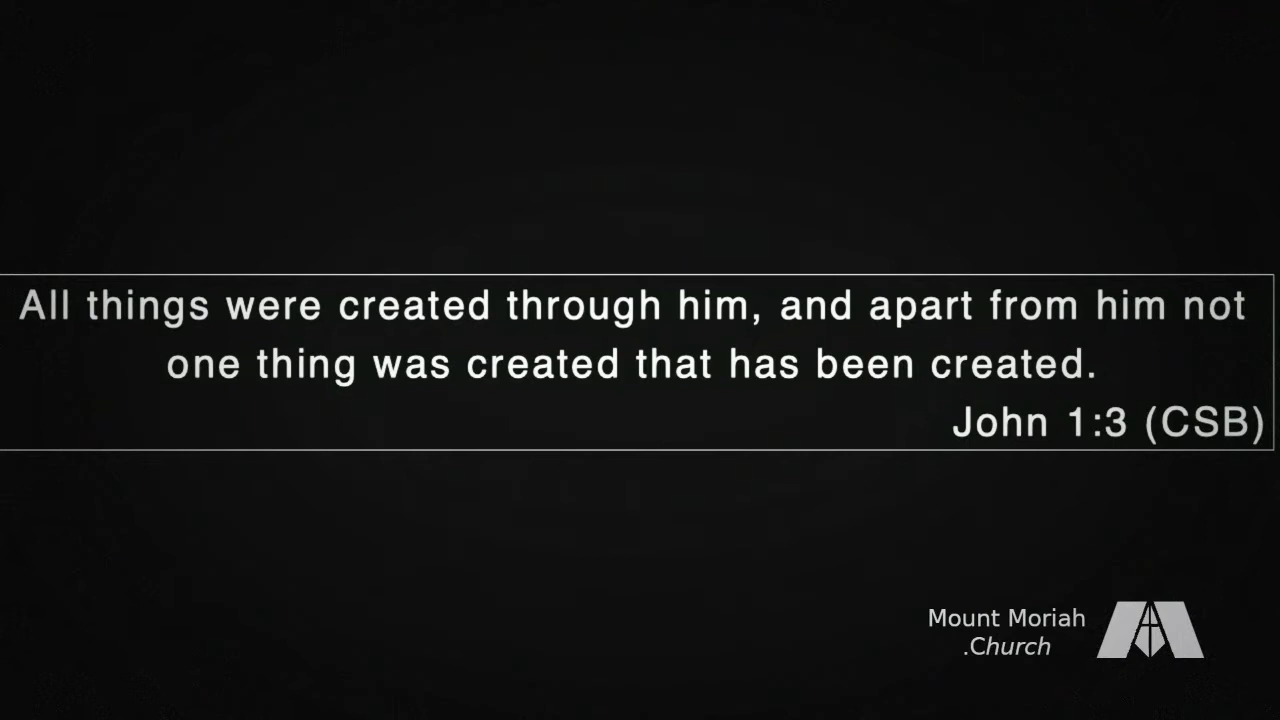 All things were created through him, and apart from him not
one thing was created that has been created.
John 1:3 (CSB)
Mount Moriah
.Church